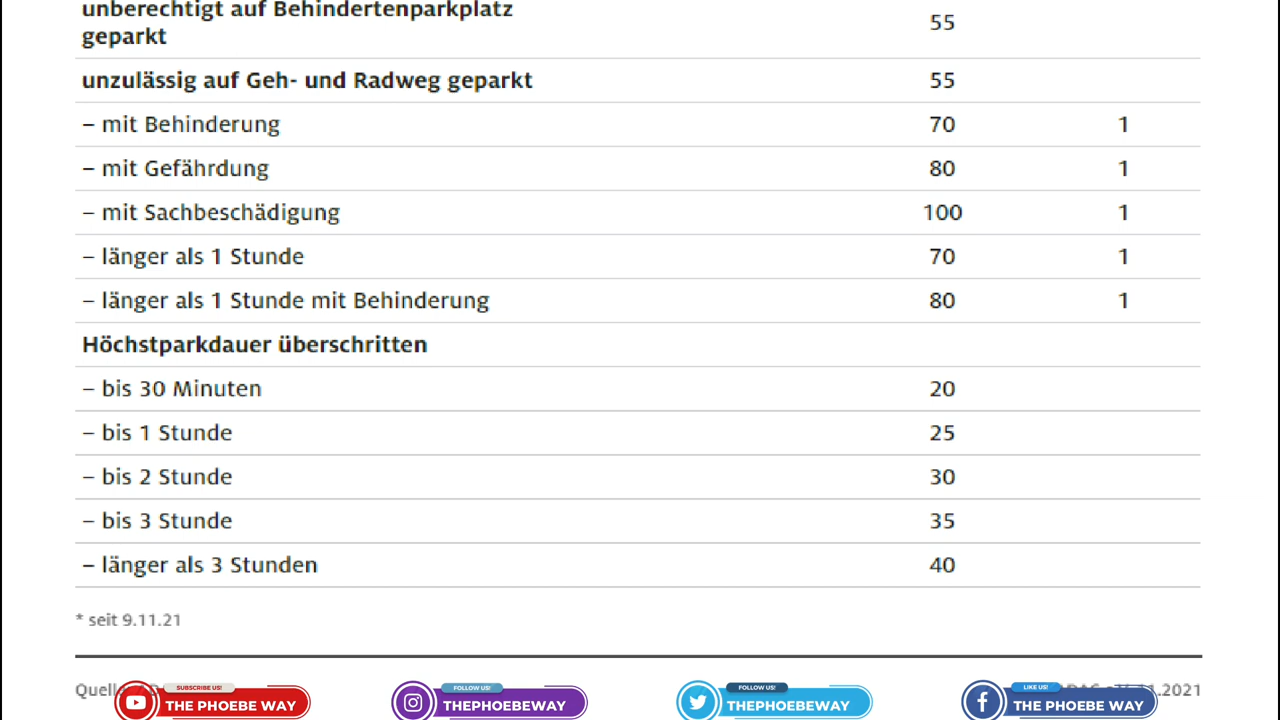 unberechtigt auf Behindertenparkplatz
geparkt 55
unzulässig auf Geh- und Radweg geparkt 55
– mit Behinderung 70 1
– mit Gefährdung 80 1
– mit Sachbeschädigung 100 1
– länger als 1 Stunde 70 1
– länger als 1 Stunde mit Behinderung 80 1
Höchstparkdauer überschritten
– bis 30 Minuten 20
– bis 1 Stunde 25
– bis 2 Stunde 30
– bis 3 Stunde 35
– länger als 3 Stunden 40
* seit 9.11.21
SUBSCRIBE US! FOLLOW US! FOLLOW US! LIKE US!
THE PHOEBE WAY THEPHOEBEWAY THEPHOEBEWAY THE PHOEBE WAY